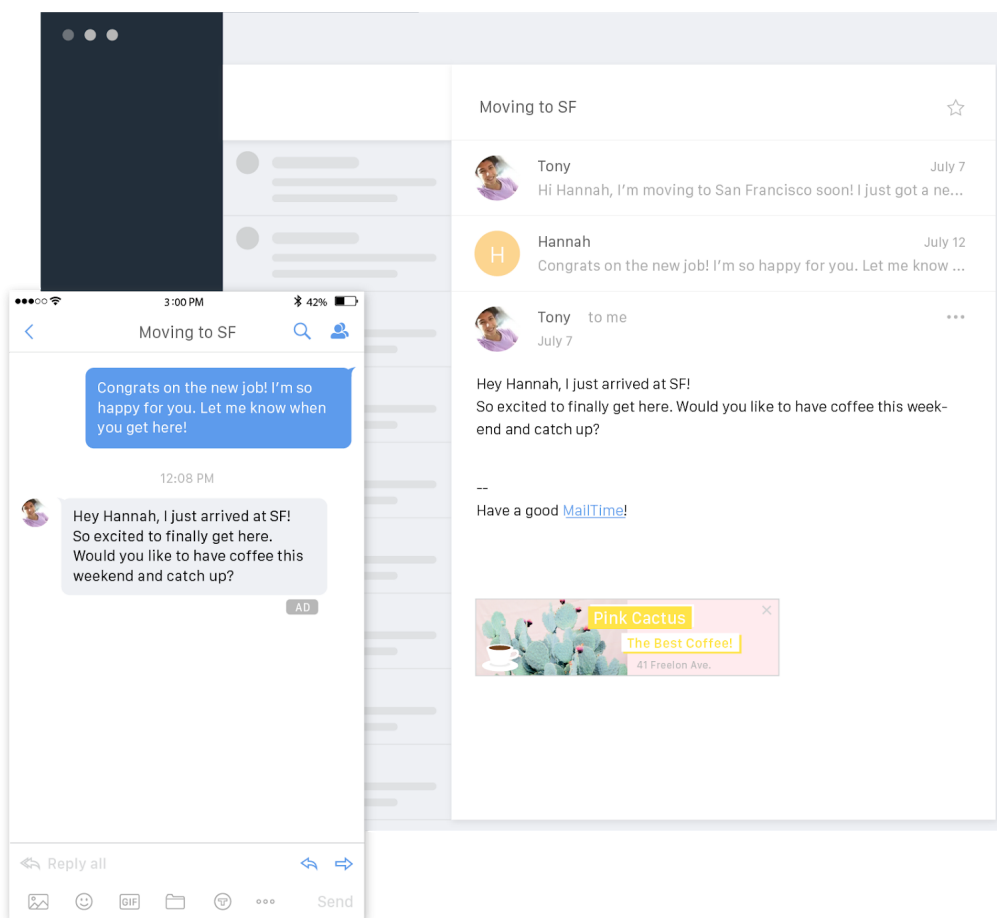 Moving to SF
Tony
July 7
Hi Hannah, I'm moving to San Francisco soon! I just got a ne...
H
Hannah
July 12
Congrats on the new job! I'm so happy for you. Let me know ...
Tony to me
July 7
Hey Hannah, I just arrived at SF!
So excited to finally get here. Would you like to have coffee this week-
end and catch up?
--
Have a good MailTime!
Pink Cactus
The Best Coffee!
41 Freelon Ave.
3:00 PM
42%
Moving to SF
Congrats on the new job! I'm so
happy for you. Let me know when
you get here!
12:08 PM
Hey Hannah, I just arrived at SF!
So excited to finally get here.
Would you like to have coffee this
weekend and catch up?
AD
Reply all
GIF
T
Send